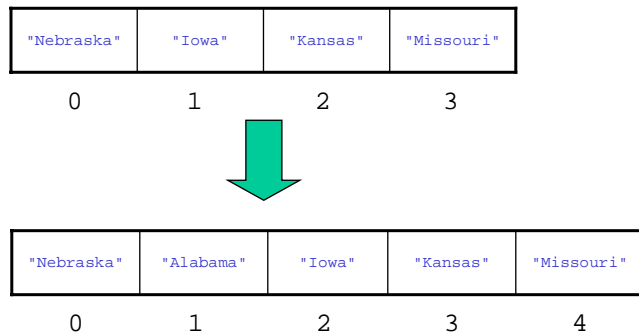 "Nebraska" "Iowa" "Kansas" "Missouri"
0 1 2 3
"Nebraska" "Alabama" "Iowa" "Kansas" "Missouri"
0 1 2 3 4